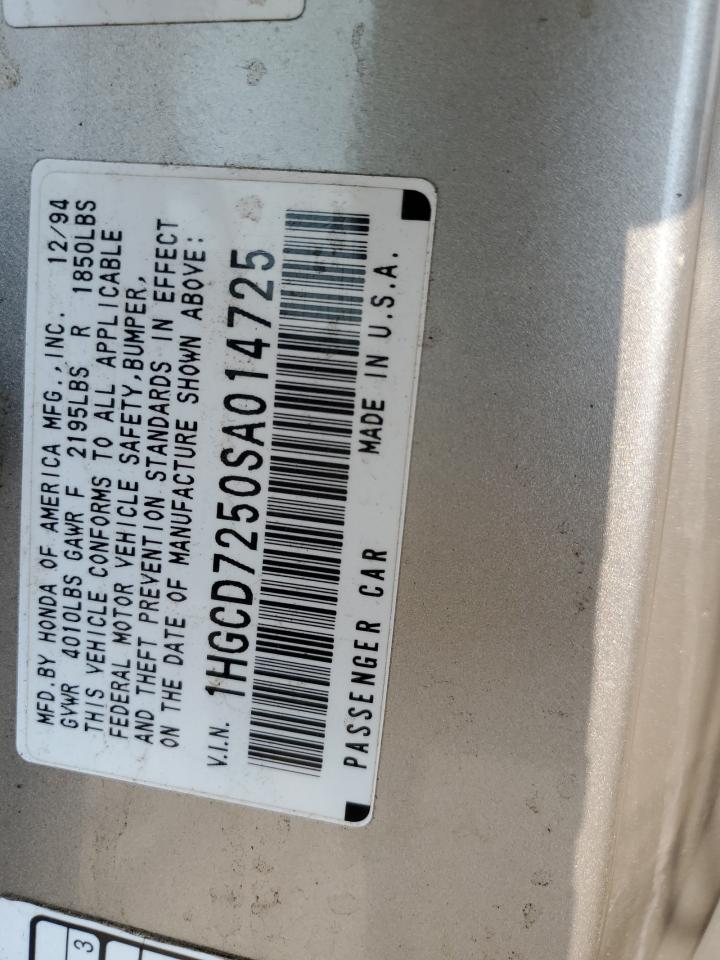 MFD. BY HONDA OF AMERICA MFG., INC. 12/94
GVWR 4010LBS GAWR F 2195LBS R 1850LBS
THIS VEHICLE CONFORMS TO ALL APPLICABLE
FEDERAL MOTOR VEHICLE SAFETY, BUMPER,
AND THEFT PREVENTION STANDARDS IN EFFECT
ON THE DATE OF MANUFACTURE SHOWN ABOVE:
V.I.N. 1HGCD7250SA014725
PASSENGER CAR MADE IN U.S.A.
3